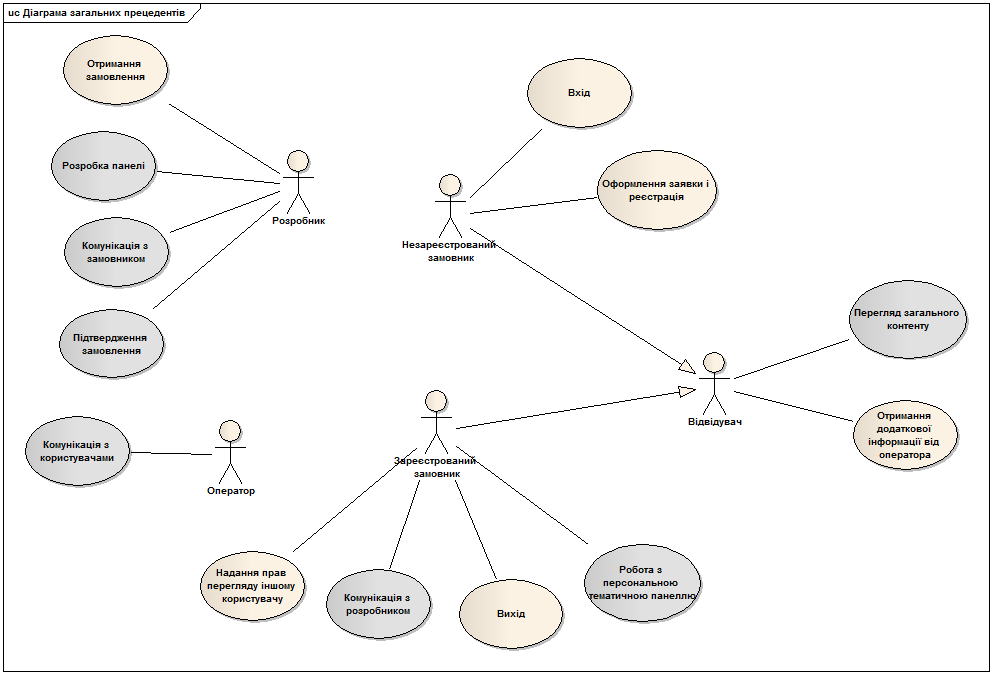 uc Діаграма загальних прецедентів
Отримання
замовлення
Розробка панелі
Комунікація з
замовником
Підтвердження
замовлення
Розробник
Вхід
Оформлення заявки і
реєстрація
Незареєстрований
замовник
Перегляд загального
контенту
Відвідувач
Отримання
додаткової
інформації від
оператора
Комунікація з
користувачами
Оператор
Зареєстрований
замовник
Надання прав
перегляду іншому
користувачу
Комунікація з
розробником
Вихід
Робота з
персональною
тематичною панеллю